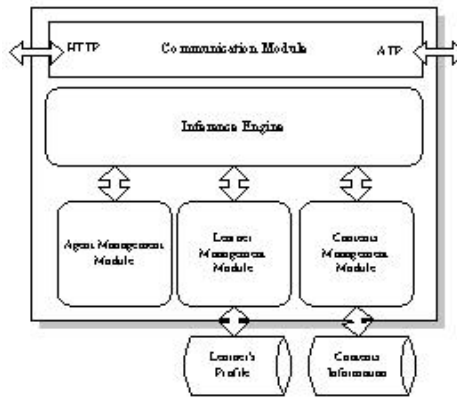 HTTP Communication Module ATP
Inference Engine
Agent Management
Module
Learner
Management
Module
Contents
Management
Module
Learner's
Profile
Contents
Information